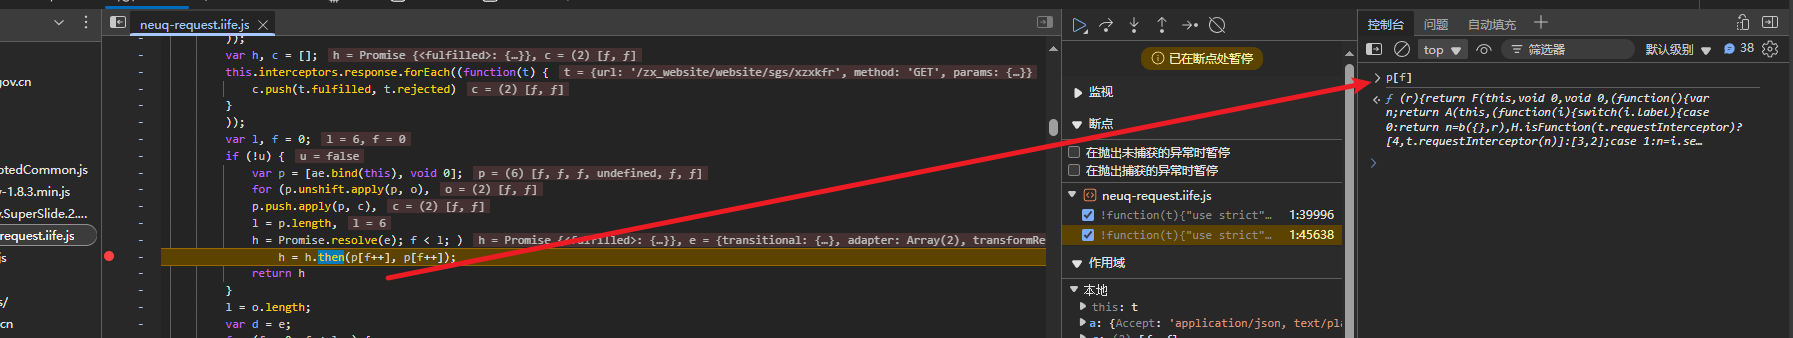 neuq-request.iife.js
gov.cn
otedCommon.js
y-1.8.3.min.js
.SuperSlide.2....
request.iife.js
js
s/
cn
));
var h, c = []; h = Promise {<fulfilled>: {…}}, c = (2) [ƒ, ƒ]
this.interceptors.response.forEach((function(t) { t = {url: '/zx_website/website/sgs/xzxkfr', method: 'GET', params: {…}}
c.push(t.fulfilled, t.rejected) c = (2) [ƒ, ƒ]
}
));
var l, f = 0; l = 6, f = 0
if (!u) { u = false
var p = [ae.bind(this), void 0]; p = (6) [ƒ, ƒ, ƒ, undefined, ƒ, ƒ]
for (p.unshift.apply(p, o), o = (2) [ƒ, ƒ]
p.push.apply(p, c), c = (2) [ƒ, ƒ]
l = p.length, l = 6
h = Promise.resolve(e); f < l; ) h = Promise {<fulfilled>: {…}}, e = {transitional: {…}, adapter: Array(2), transformRe
h = h.then(p[f++], p[f++]);
return h
}
l = o.length;
var d = e;
已在断点处暂停
监视
断点
在抛出未捕获的异常时暂停
在抛出捕获的异常时暂停
neuq-request.iife.js
!function(t){"use strict"… 1:39996
!function(t){"use strict"… 1:45638
作用域
本地
this: t
a: {Accept: 'application/json, text/pla
控制台 问题 自动填充
top 筛选器 默认级别 38
p[f]
ƒ (r){return F(this,void 0,void 0,(function(){var
n;return A(this,(function(i){switch(i.label){case
0:return n=b({},r),H.isFunction(t.requestInterceptor)?
[4,t.requestInterceptor(n)]:[3,2];case 1:n=i.se…